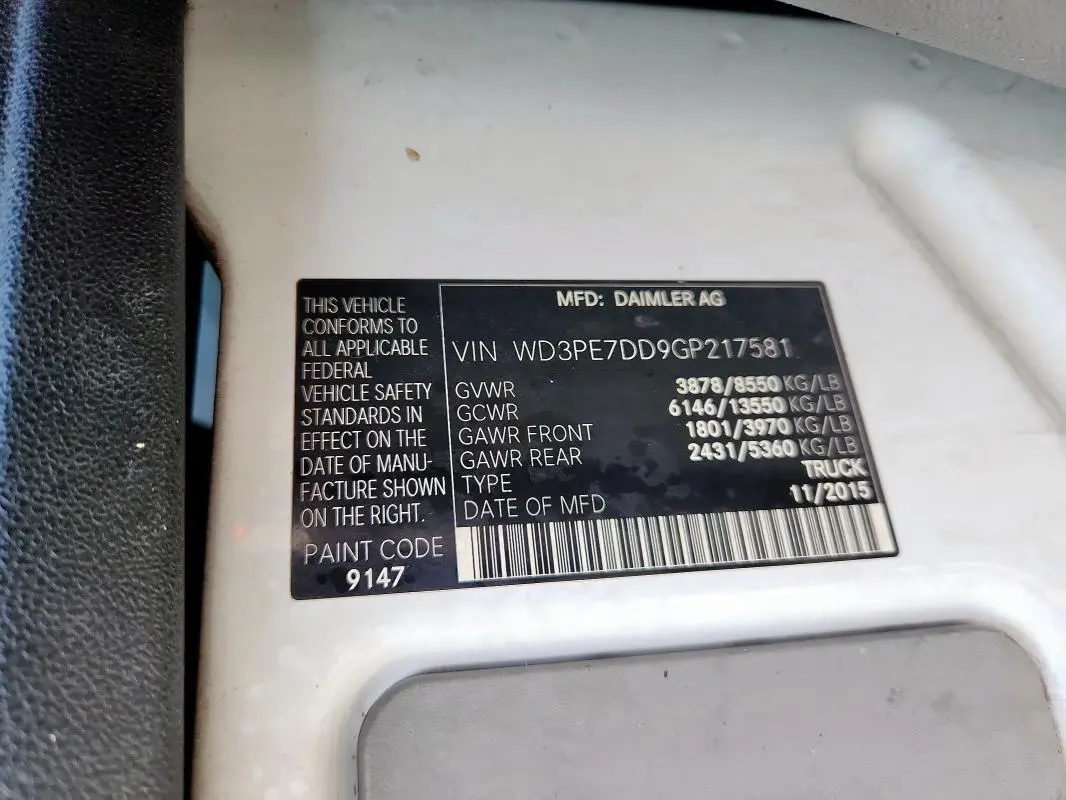 THIS VEHICLE
CONFORMS TO
ALL APPLICABLE
FEDERAL
VEHICLE SAFETY
STANDARDS IN
EFFECT ON THE
DATE OF MANU-
FACTURE SHOWN
ON THE RIGHT.
PAINT CODE
9147
MFD: DAIMLER AG
VIN WD3PE7DD9GP217581
GVWR 3878/8550 KG/LB
GCWR 6146/13550 KG/LB
GAWR FRONT 1801/3970 KG/LB
GAWR REAR 2431/5360 KG/LB
TYPE TRUCK
DATE OF MFD 11/2015